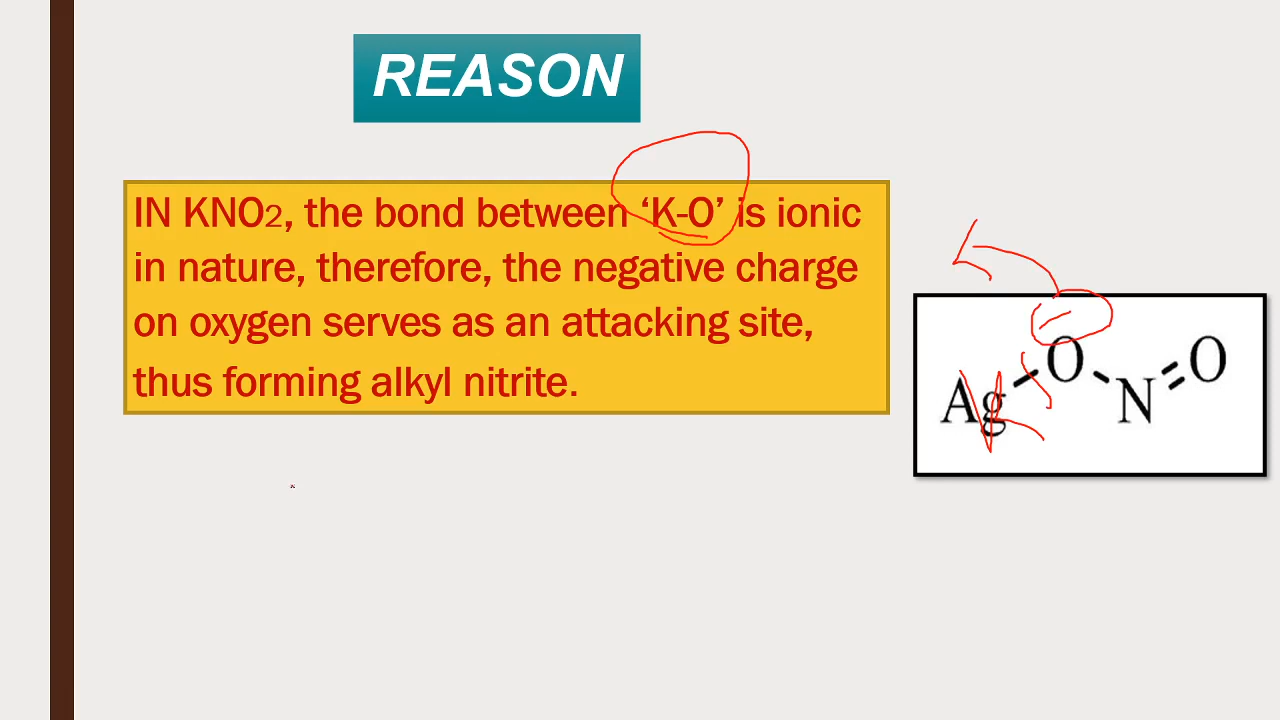 REASON
IN KNO2, the bond between ‘K-O’ is ionic
in nature, therefore, the negative charge
on oxygen serves as an attacking site,
thus forming alkyl nitrite.
Ag-O-N=O
K